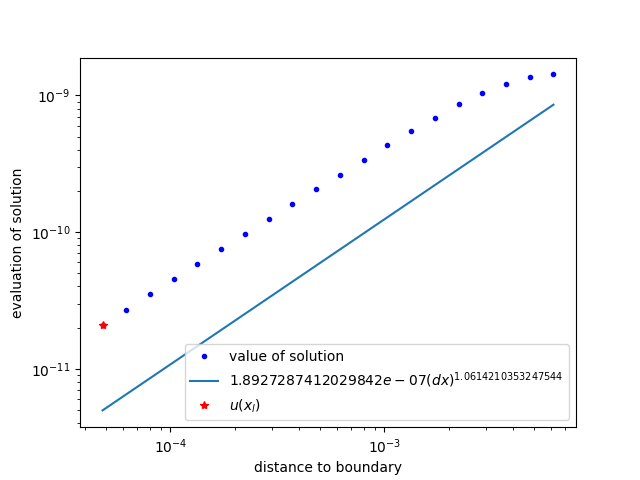 10⁻⁹
10⁻¹⁰
10⁻¹¹
evaluation of solution
value of solution
1.8927287412029842e − 07(dx)^1.0614210353247544
u(x_l)
10⁻⁴
10⁻³
distance to boundary